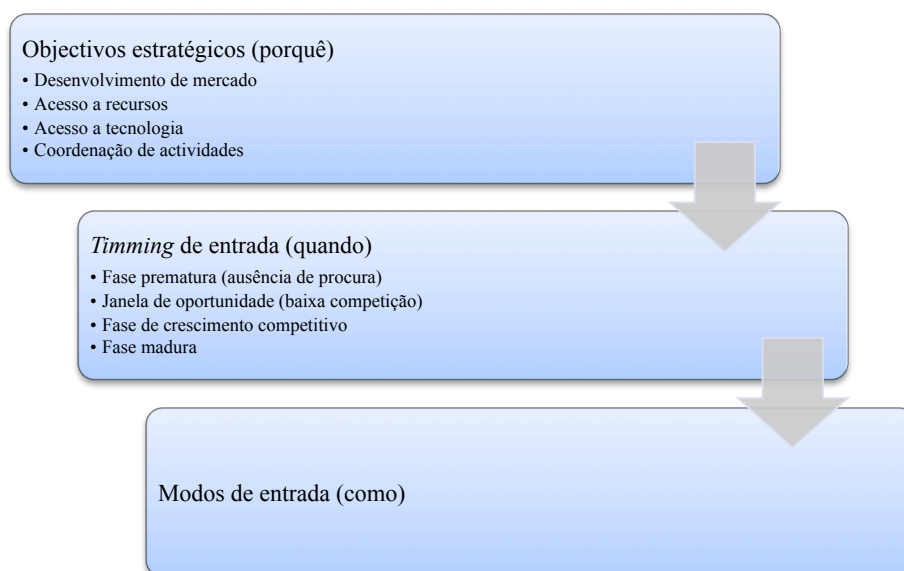 Objectivos estratégicos (porquê)
• Desenvolvimento de mercado
• Acesso a recursos
• Acesso a tecnologia
• Coordenação de actividades
Timming de entrada (quando)
• Fase prematura (ausência de procura)
• Janela de oportunidade (baixa competição)
• Fase de crescimento competitivo
• Fase madura
Modos de entrada (como)